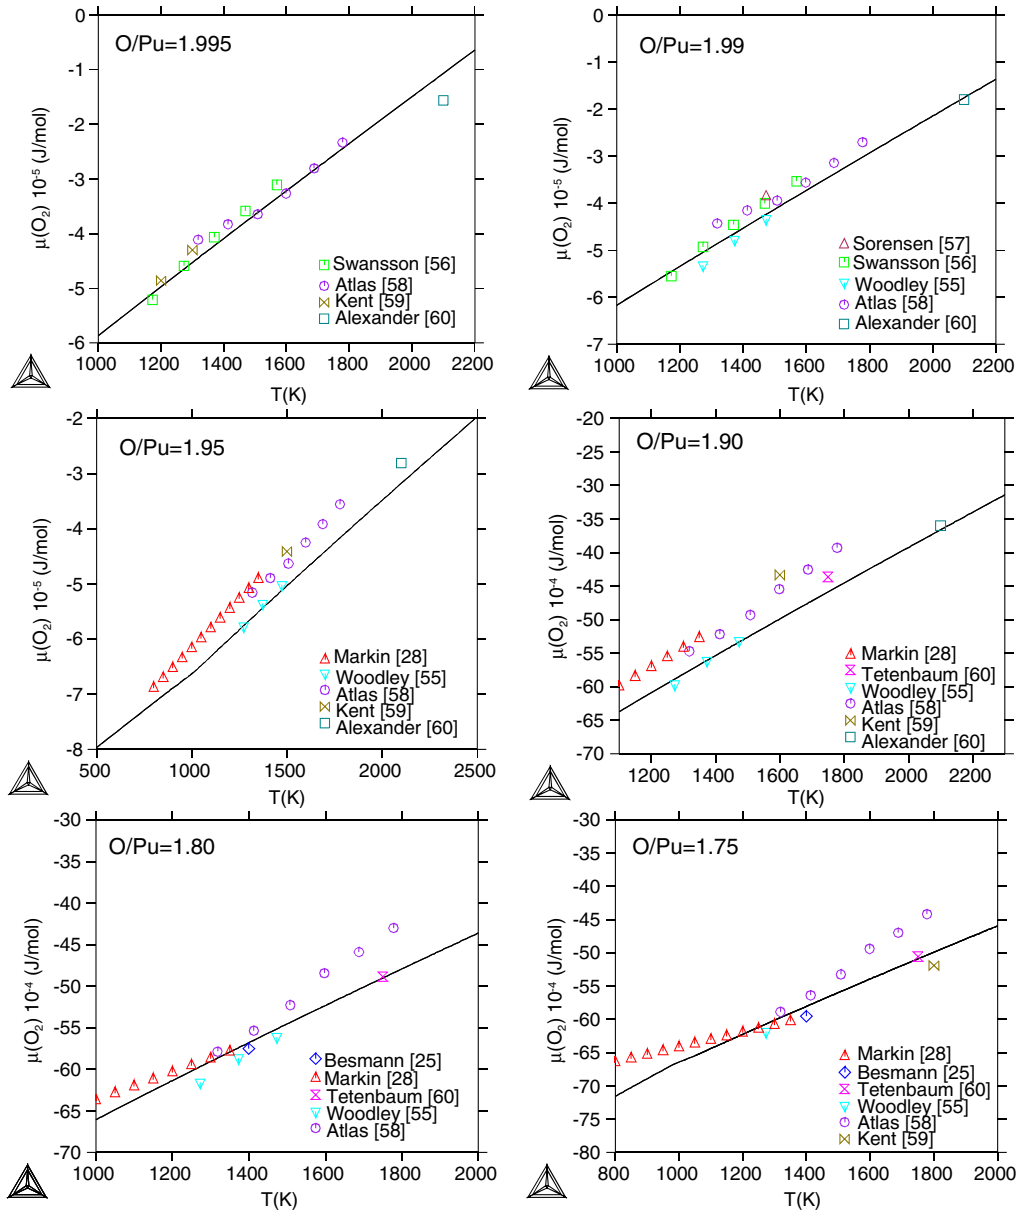 O/Pu=1.995
μ(O₂) 10⁻⁵ (J/mol)
0
-1
-2
-3
-4
-5
-6
1000 1200 1400 1600 1800 2000 2200
T(K)
Swansson [56]
Atlas [58]
Kent [59]
Alexander [60]
O/Pu=1.99
μ(O₂) 10⁻⁵ (J/mol)
0
-1
-2
-3
-4
-5
-6
-7
1000 1200 1400 1600 1800 2000 2200
T(K)
Sorensen [57]
Swansson [56]
Woodley [55]
Atlas [58]
Alexander [60]
O/Pu=1.95
μ(O₂) 10⁻⁵ (J/mol)
-2
-3
-4
-5
-6
-7
-8
500 1000 1500 2000 2500
T(K)
Markin [28]
Woodley [55]
Atlas [58]
Kent [59]
Alexander [60]
O/Pu=1.90
μ(O₂) 10⁻⁴ (J/mol)
-20
-25
-30
-35
-40
-45
-50
-55
-60
-65
-70
1200 1400 1600 1800 2000 2200
T(K)
Markin [28]
Tetenbaum [60]
Woodley [55]
Atlas [58]
Kent [59]
Alexander [60]
O/Pu=1.80
μ(O₂) 10⁻⁴ (J/mol)
-30
-35
-40
-45
-50
-55
-60
-65
-70
1000 1200 1400 1600 1800 2000
T(K)
Besmann [25]
Markin [28]
Tetenbaum [60]
Woodley [55]
Atlas [58]
O/Pu=1.75
μ(O₂) 10⁻⁴ (J/mol)
-30
-35
-40
-45
-50
-55
-60
-65
-70
-75
-80
800 1000 1200 1400 1600 1800 2000
T(K)
Markin [28]
Besmann [25]
Tetenbaum [60]
Woodley [55]
Atlas [58]
Kent [59]